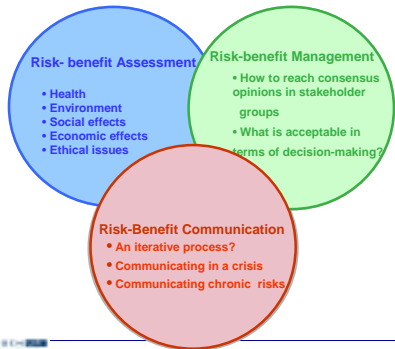 Risk- benefit Assessment
• Health
• Environment
• Social effects
• Economic effects
• Ethical issues
Risk-benefit Management
• How to reach consensus
opinions in stakeholder
groups
• What is acceptable in
terms of decision-making?
Risk-Benefit Communication
• An iterative process?
• Communicating in a crisis
• Communicating chronic risks